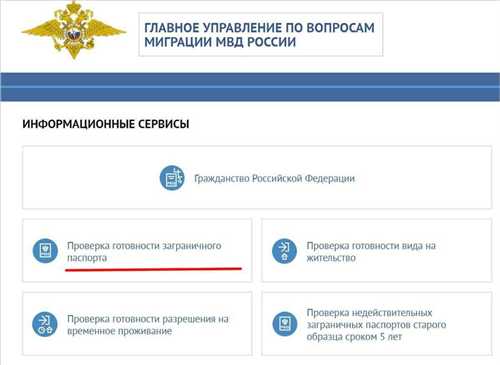 ГЛАВНОЕ УПРАВЛЕНИЕ ПО ВОПРОСАМ
МИГРАЦИИ МВД РОССИИ
ИНФОРМАЦИОННЫЕ СЕРВИСЫ
Гражданство Российской Федерации
Проверка готовности заграничного
паспорта
Проверка готовности вида на
жительство
Проверка готовности разрешения на
временное проживание
Проверка недействительных
заграничных паспортов старого
образца сроком 5 лет